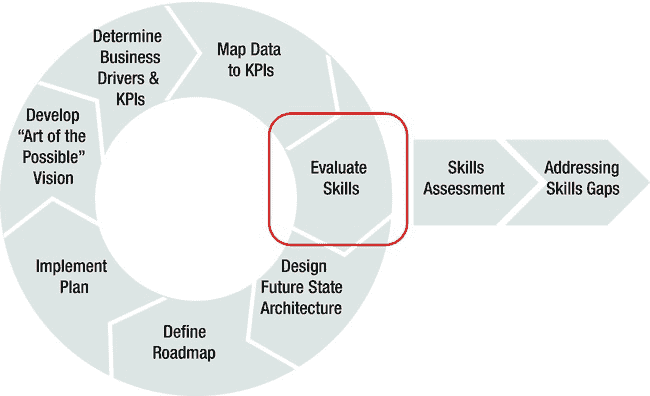 Determine
Business
Drivers &
KPIs
Map Data
to KPIs
Evaluate
Skills
Skills
Assessment
Addressing
Skills Gaps
Design
Future State
Architecture
Define
Roadmap
Implement
Plan
Develop
“Art of the
Possible”
Vision